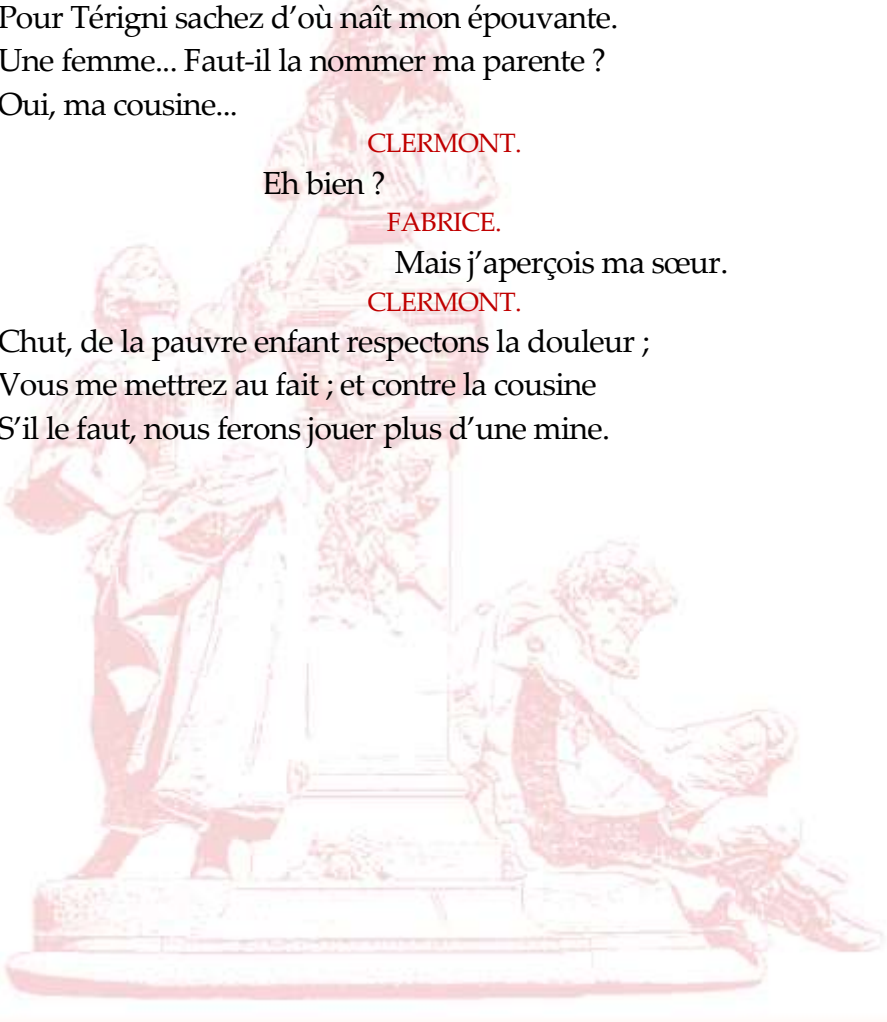 Pour Térigni sachez d’où naît mon épouvante.
Une femme... Faut-il la nommer ma parente ?
Oui, ma cousine...
CLERMONT.
Eh bien ?
FABRICE.
Mais j’aperçois ma sœur.
CLERMONT.
Chut, de la pauvre enfant respectons la douleur ;
Vous me mettrez au fait ; et contre la cousine
S’il le faut, nous ferons jouer plus d’une mine.